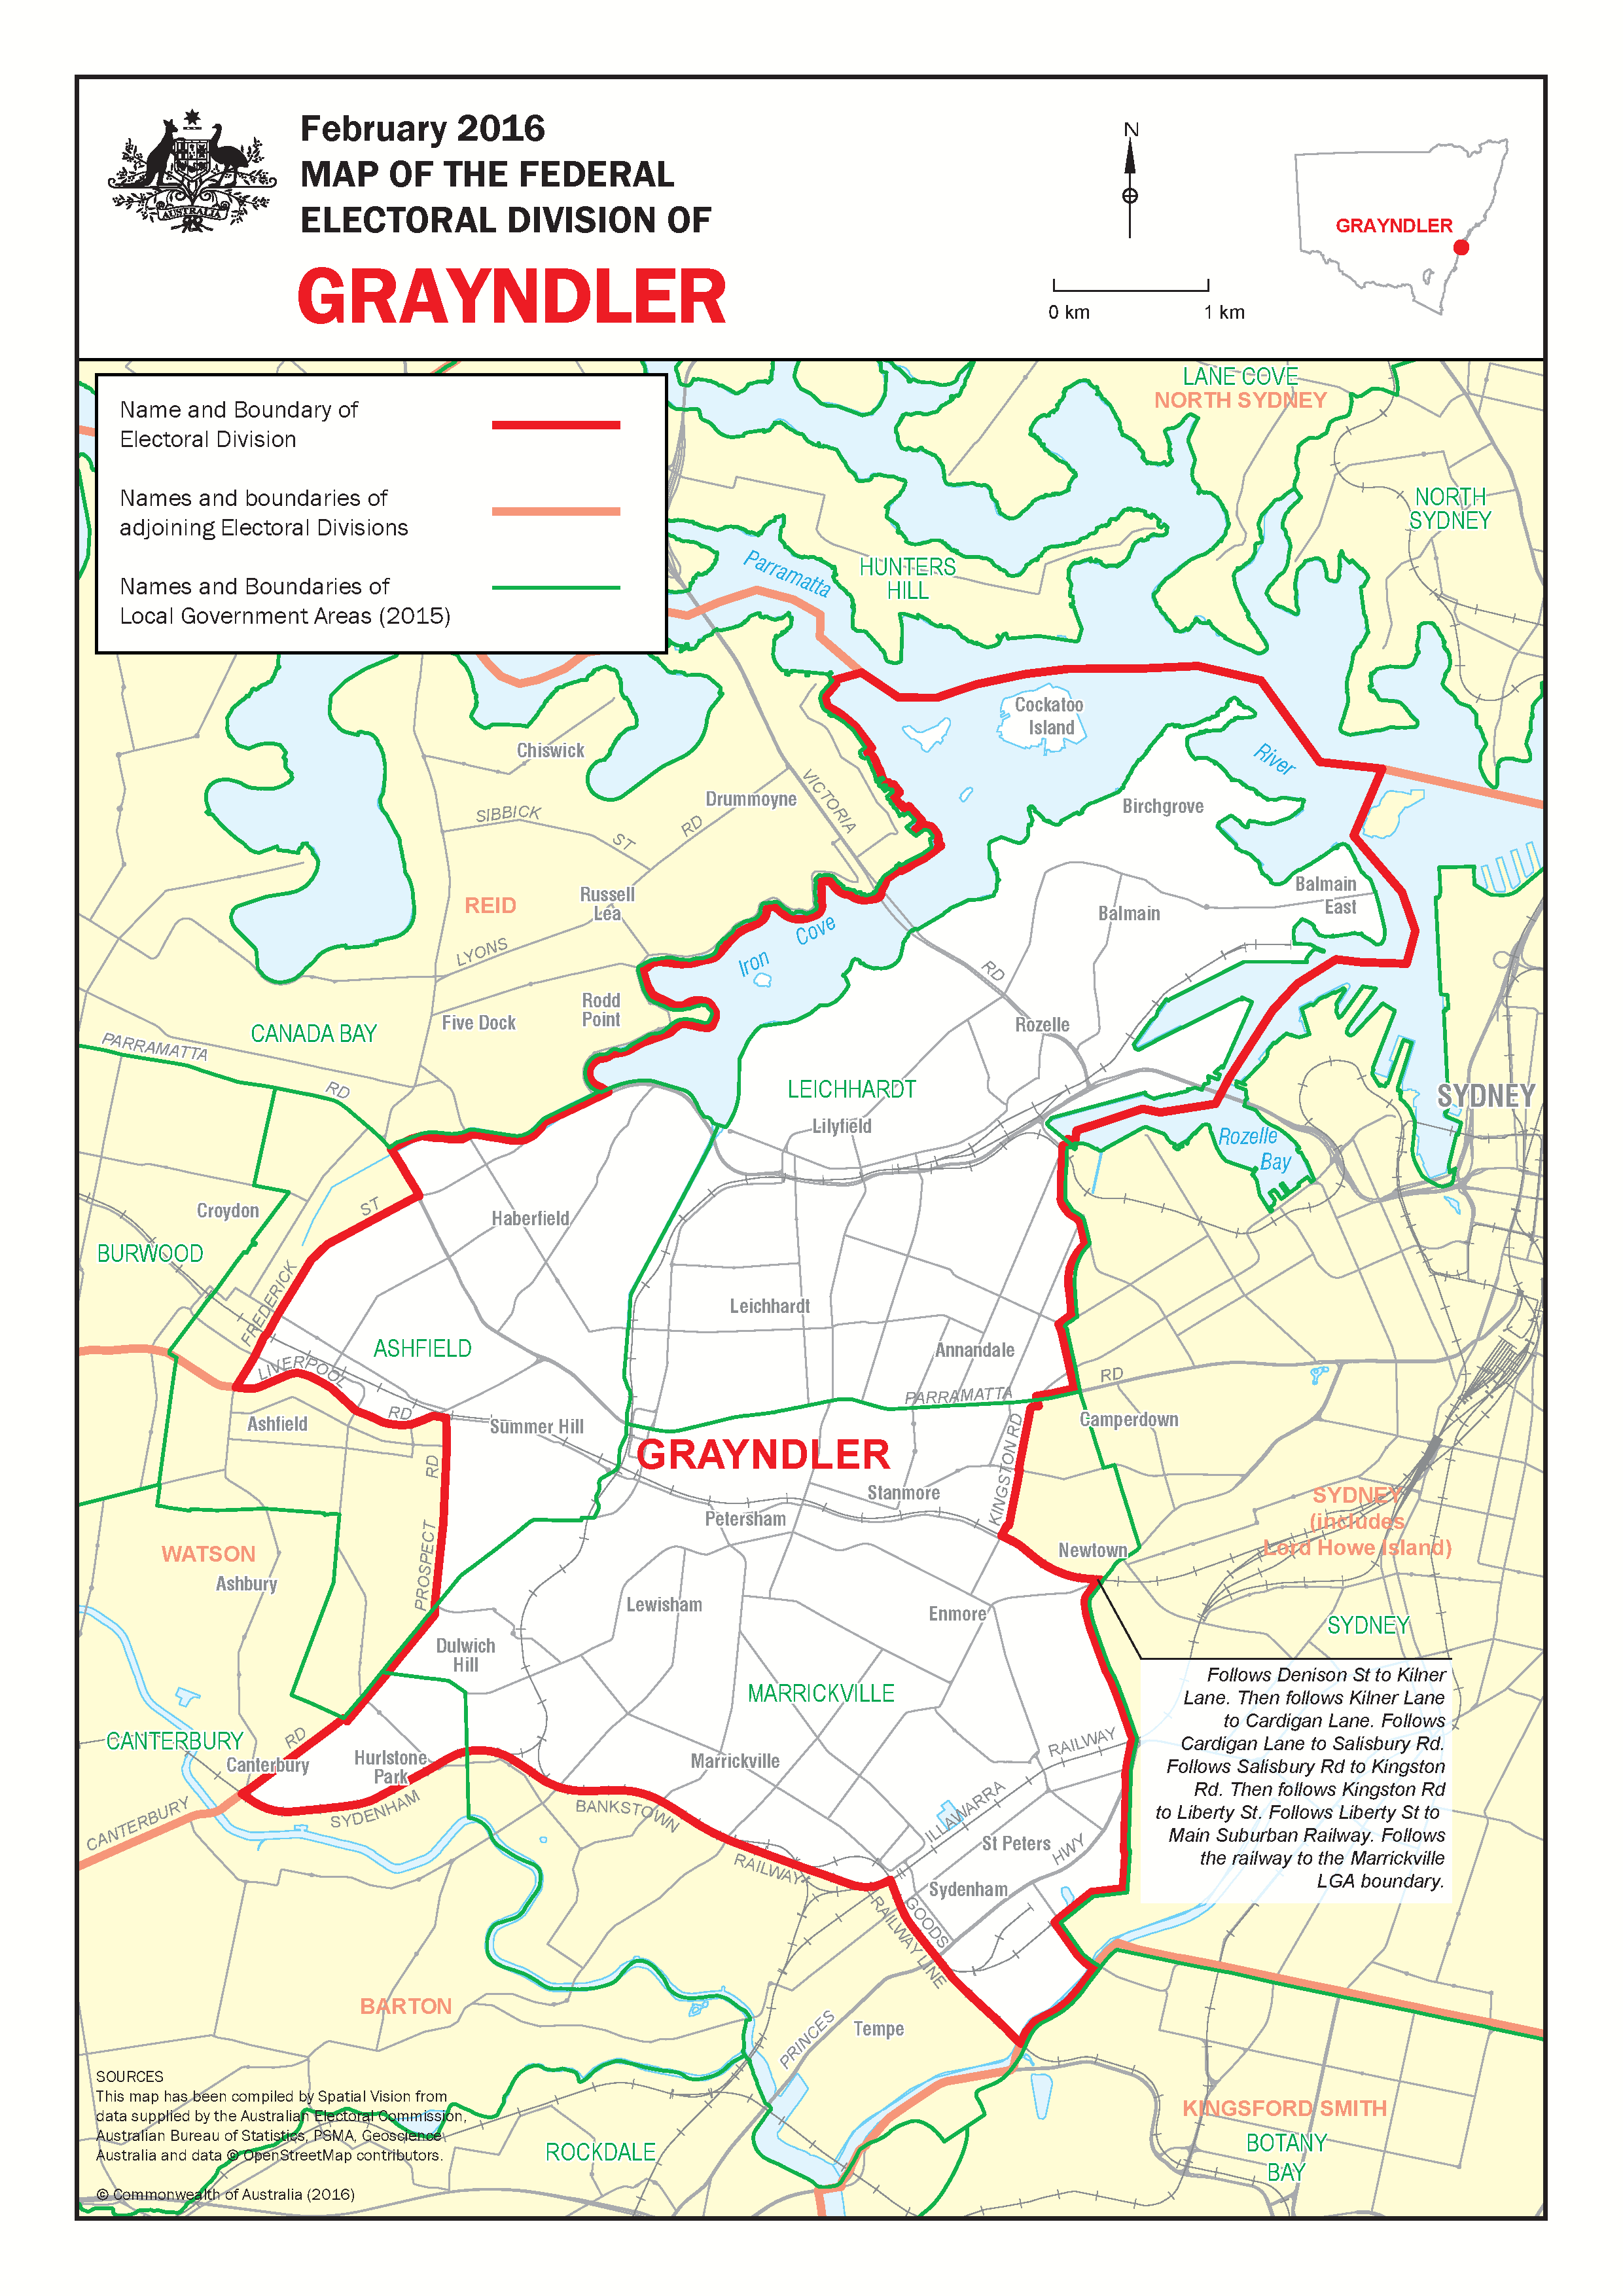 February 2016
MAP OF THE FEDERAL
ELECTORAL DIVISION OF
GRAYNDLER
AUSTRALIA
N
0 km
1 km
GRAYNDLER
Name and Boundary of
Electoral Division
Names and boundaries of
adjoining Electoral Divisions
Names and Boundaries of
Local Government Areas (2015)
LANE COVE
NORTH SYDNEY
NORTH
SYDNEY
Parramatta
HUNTERS
HILL
Cockatoo
Island
River
Chiswick
VICTORIA
Drummoyne
Birchgrove
SIBBICK
ST
RD
Balmain
East
REID
Russell
Lea
Balmain
Cove
Iron
LYONS
RD
Rodd
Point
Five Dock
Rozelle
CANADA BAY
PARRAMATTA
RD
LEICHHARDT
SYDNEY
Lilyfield
Rozelle
Bay
Croydon
ST
Haberfield
BURWOOD
FREDERICK
Leichhardt
ASHFIELD
Annandale
LIVERPOOL
RD
PARRAMATTA
RD
Ashfield
Summer Hill
Camperdown
GRAYNDLER
RD
KINGSTON RD
Stanmore
SYDNEY
(includes
Lord Howe Island)
Petersham
PROSPECT
WATSON
Newtown
Ashbury
Lewisham
Enmore
SYDNEY
Dulwich
Hill
Follows Denison St to Kilner
Lane. Then follows Kilner Lane
to Cardigan Lane. Follows
Cardigan Lane to Salisbury Rd.
Follows Salisbury Rd to Kingston
Rd. Then follows Kingston Rd
to Liberty St. Follows Liberty St to
Main Suburban Railway. Follows
the railway to the Marrickville
LGA boundary.
MARRICKVILLE
CANTERBURY
RD
Canterbury
Hurlstone
Park
Marrickville
RAILWAY
ILLAWARRA
CANTERBURY
SYDENHAM
BANKSTOWN
RAILWAY
St Peters
HWY
Sydenham
GOODS
RAILWAY LINE
BARTON
PRINCES
Tempe
SOURCES
This map has been compiled by Spatial Vision from
data supplied by the Australian Electoral Commission,
Australian Bureau of Statistics, PSMA, Geoscience
Australia and data © OpenStreetMap contributors.
© Commonwealth of Australia (2016)
ROCKDALE
KINGSFORD SMITH
BOTANY
BAY